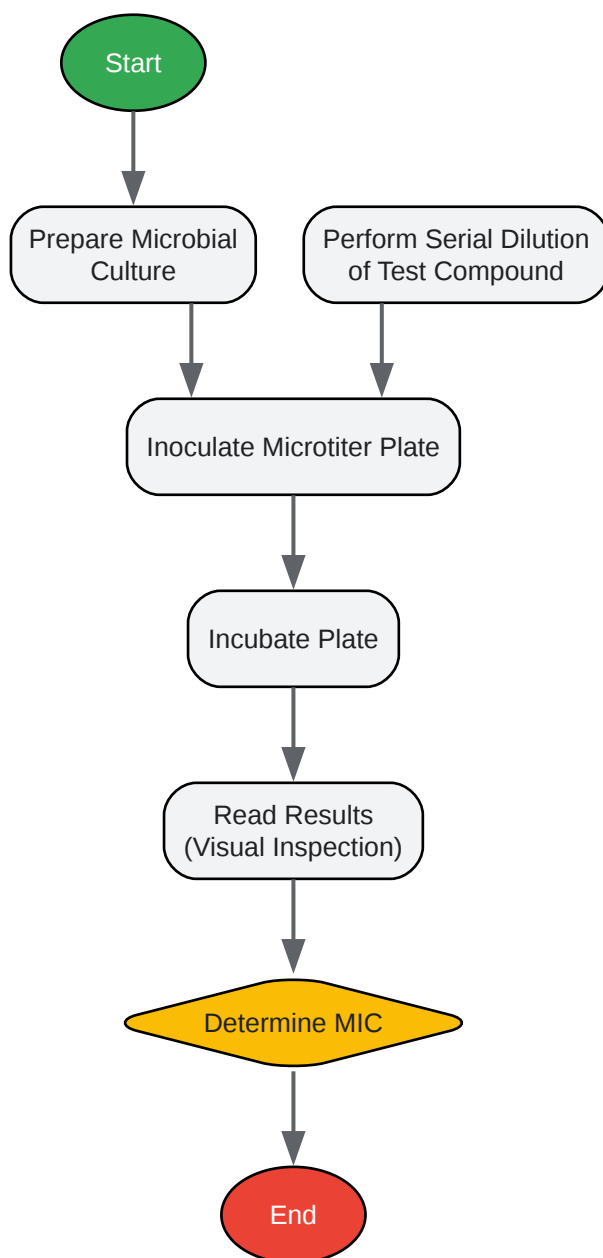 Start
Prepare Microbial
Culture
Perform Serial Dilution
of Test Compound
Inoculate Microtiter Plate
Incubate Plate
Read Results
(Visual Inspection)
Determine MIC
End